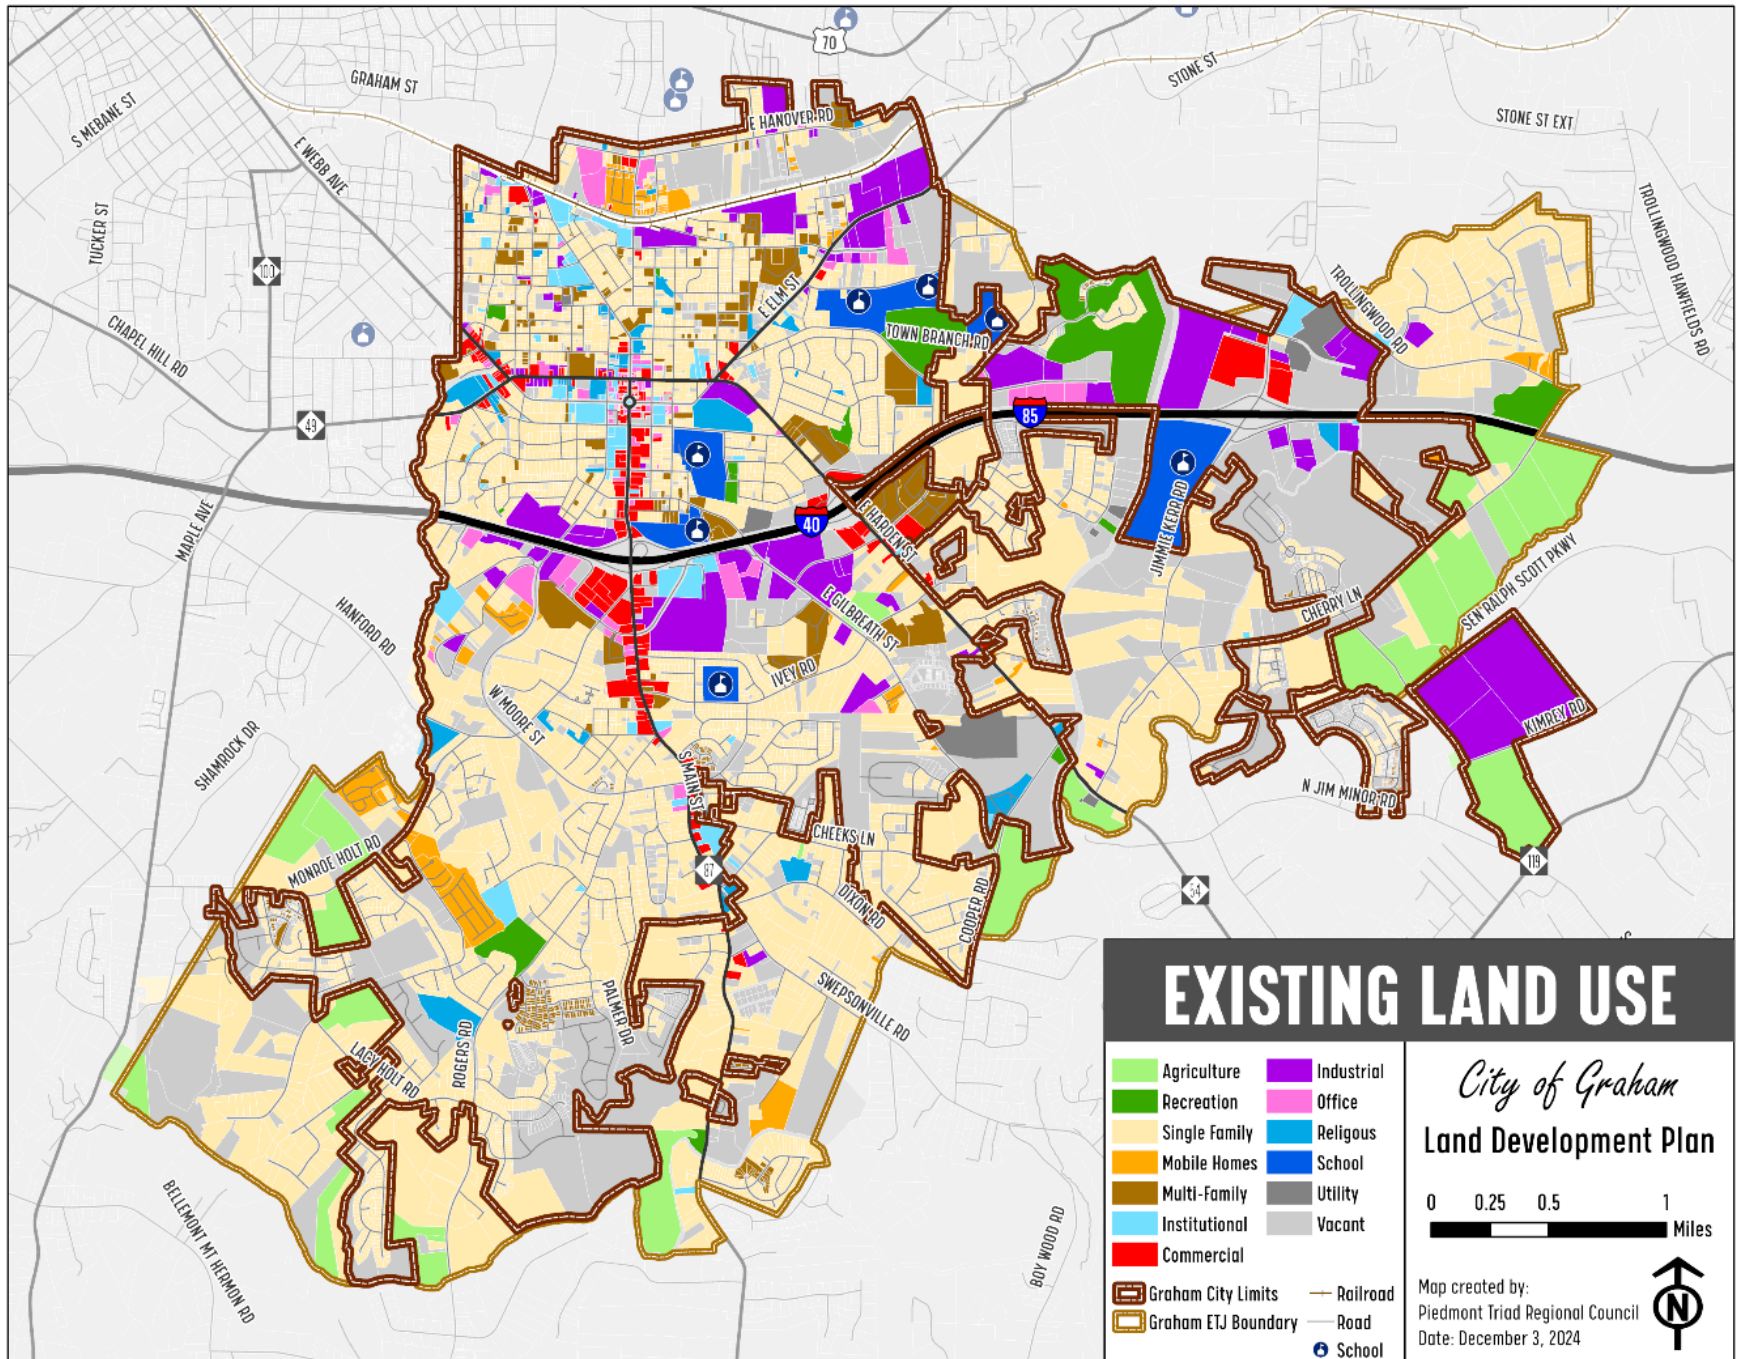 70
GRAHAM ST
STONE ST
S MEBANE ST
E HANOVER RD
STONE ST EXT
E WEBB AVE
TUCKER ST
TROLLINGWOOD HAWFIELDS RD
100
E ELM ST
TROLLINGWOOD RD
TOWN BRANCH RD
CHAPEL HILL RD
49
85
MAPLE AVE
40
E HARDEN ST
JIMMIE KERR RD
HANFORD RD
E GILBREATH ST
CHERRY LN
SEN RALPH SCOTT PKWY
IVEY RD
W MOORE ST
KIMREY RD
SHAMROCK DR
S MAIN ST
N JIM MINOR RD
CHEEKS LN
MONROE HOLT RD
87
119
54
DIXON RD
COOPER RD
SWEPSONVILLE RD
PALMER DR
ROGERS RD
LACY HOLT RD
BELLEMONT MT HERMON RD
BOY WOOD RD
EXISTING LAND USE
Agriculture
Recreation
Single Family
Mobile Homes
Multi-Family
Institutional
Commercial
Industrial
Office
Religous
School
Utility
Vacant
Graham City Limits
Graham ETJ Boundary
Railroad
Road
School
City of Graham
Land Development Plan
0 0.25 0.5 1
Miles
Map created by:
Piedmont Triad Regional Council
Date: December 3, 2024
N